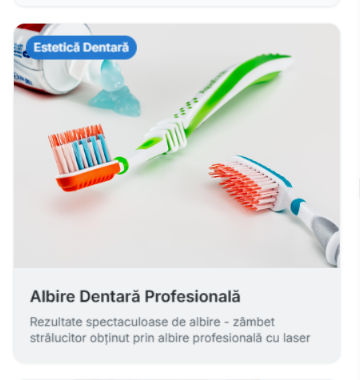 Estetică Dentară
Albire Dentară Profesională
Rezultate spectaculoase de albire - zâmbet
strălucitor obținut prin albire profesională cu laser